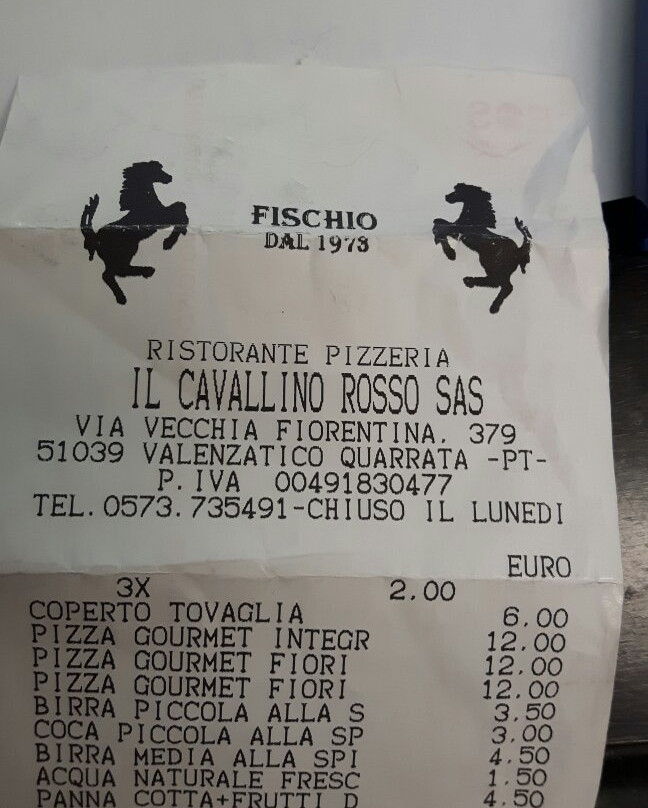 FISCHIO
DAL 1973
RISTORANTE PIZZERIA
IL CAVALLINO ROSSO SAS
VIA VECCHIA FIORENTINA. 379
51039 VALENZATICO QUARRATA -PT-
P.IVA 00491830477
TEL.0573.735491-CHIUSO IL LUNEDI
EURO
3X 2.00
COPERTO TOVAGLIA 6.00
PIZZA GOURMET INTEGR 12.00
PIZZA GOURMET FIORI 12.00
PIZZA GOURMET FIORI 12.00
BIRRA PICCOLA ALLA S 3.50
COCA PICCOLA ALLA SP 3.00
BIRRA MEDIA ALLA SPI 4.50
ACQUA NATURALE FRESC 1.50
PANNA COTTA+FRUTTI D 4.50